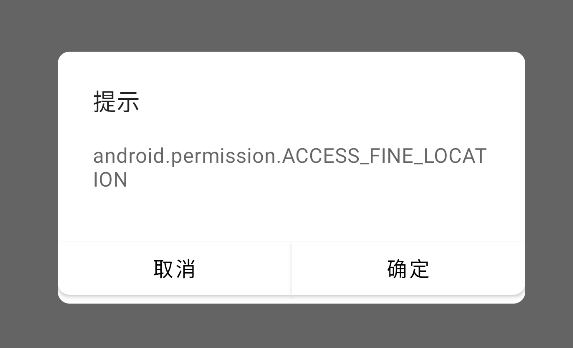 提示
android.permission.ACCESS_FINE_LOCAT
ION
取消
确定